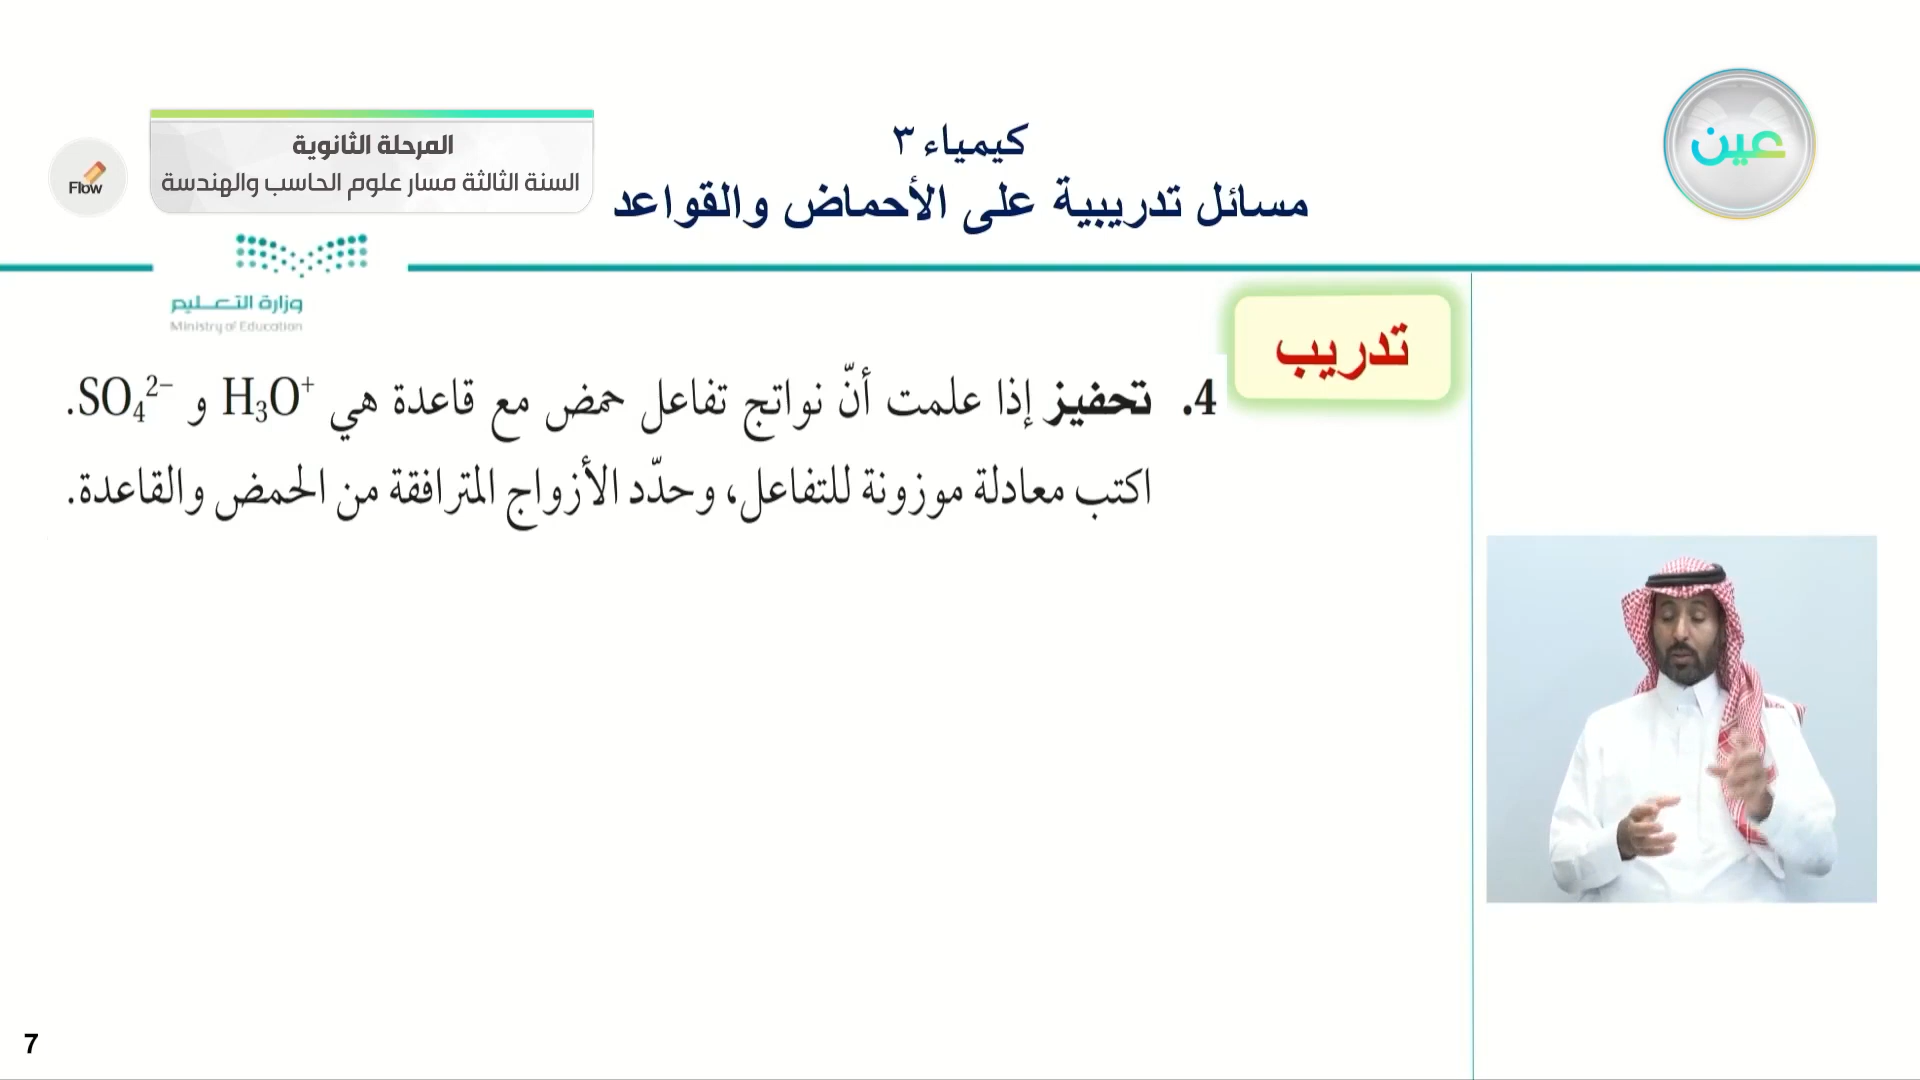 عين
كيمياء ٣
مسائل تدريبية على الأحماض والقواعد
المرحلة الثانوية
السنة الثالثة مسار علوم الحاسب والهندسة
Flow
وزارة التعليم
Ministry of Education
تدريب
4. تحفيز إذا علمت أنّ نواتج تفاعل حمض مع قاعدة هي H₃O⁺ و SO₄²⁻.
اكتب معادلة موزونة للتفاعل، وحدّد الأزواج المترافقة من الحمض والقاعدة.
7